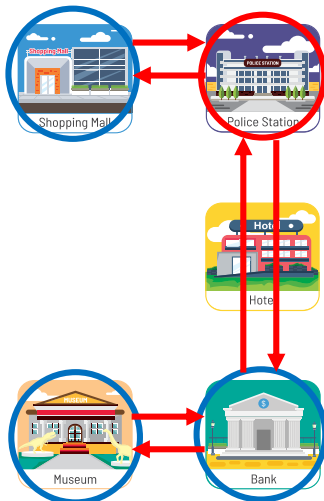 Shopping Mall
POLICE STATION
Shopping Mall
Police Station
Hotel
Hotel
MUSEUM
$
Museum
Bank